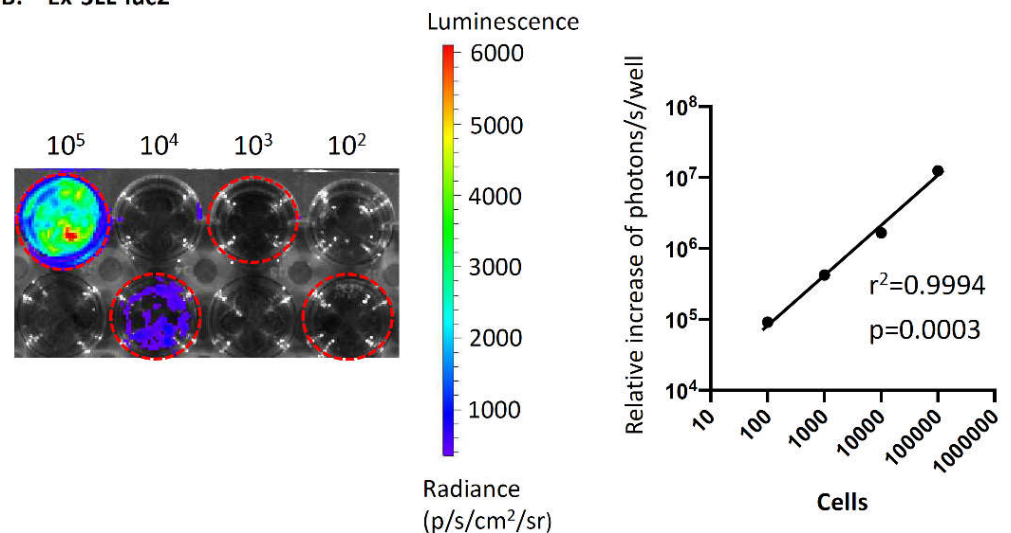 Luminescence
10⁵ 10⁴ 10³ 10²
6000
5000
4000
3000
2000
1000
Radiance
(p/s/cm²/sr)
Relative increase of photons/s/well
10⁸
10⁷
10⁶
10⁵
10⁴
r²=0.9994
p=0.0003
10 100 1000 10000 100000 1000000
Cells